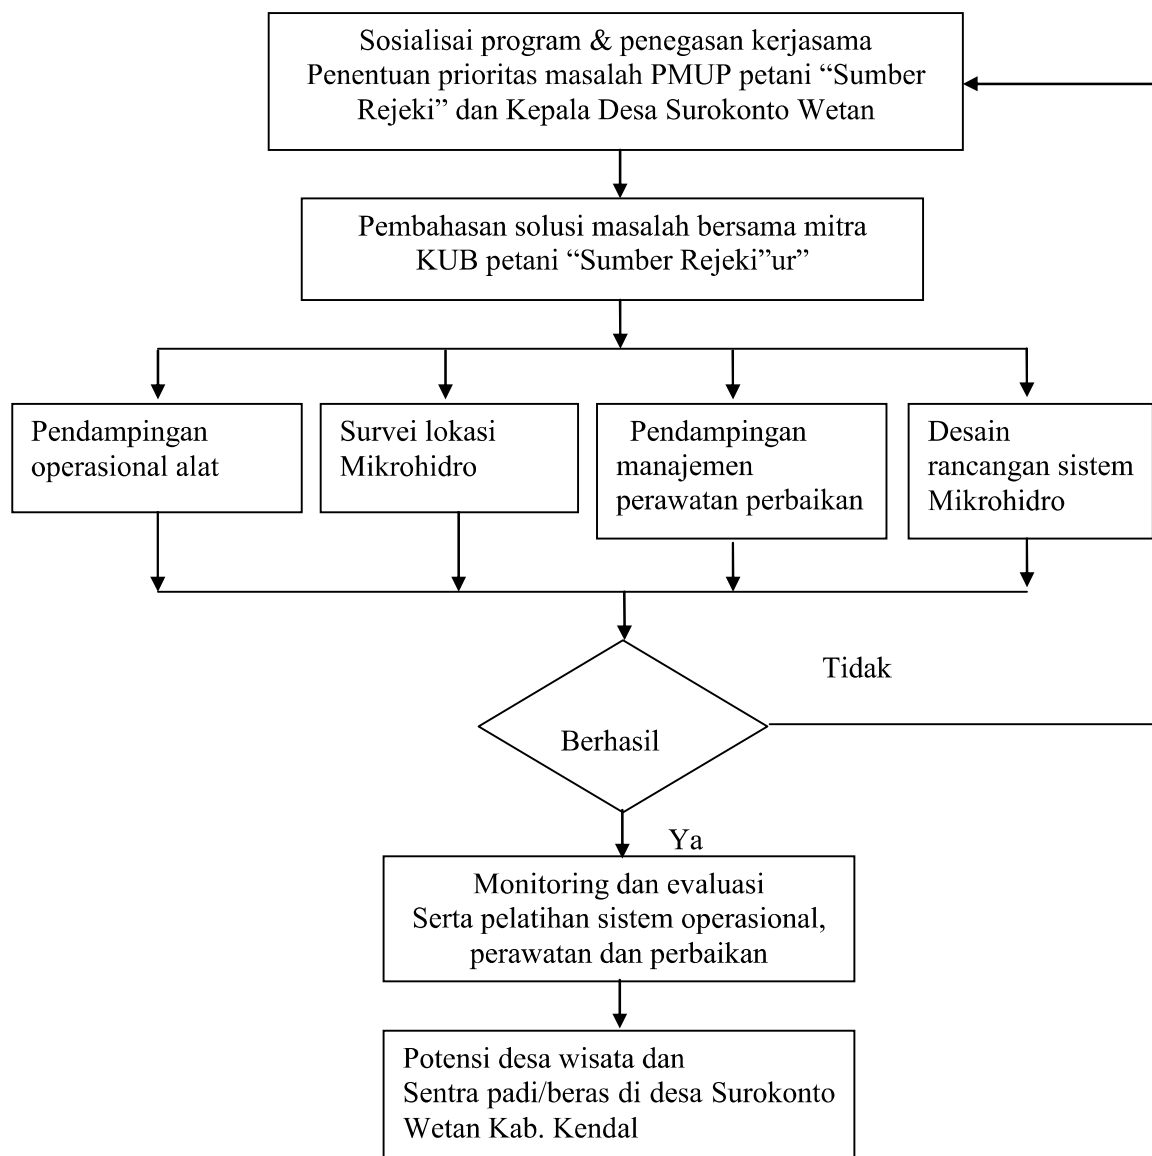 Sosialisai program & penegasan kerjasama
Penentuan prioritas masalah PMUP petani “Sumber
Rejeki” dan Kepala Desa Surokonto Wetan
Pembahasan solusi masalah bersama mitra
KUB petani “Sumber Rejeki”ur”
Pendampingan
operasional alat
Survei lokasi
Mikrohidro
Pendampingan
manajemen
perawatan perbaikan
Desain
rancangan sistem
Mikrohidro
Tidak
Berhasil
Ya
Monitoring dan evaluasi
Serta pelatihan sistem operasional,
perawatan dan perbaikan
Potensi desa wisata dan
Sentra padi/beras di desa Surokonto
Wetan Kab. Kendal